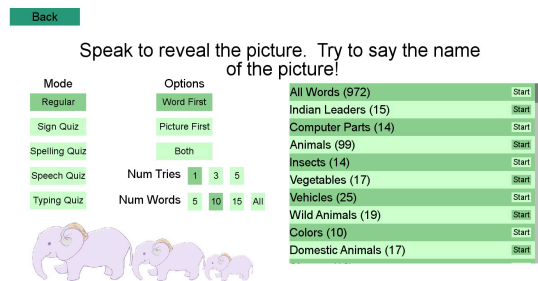 Back
Speak to reveal the picture.  Try to say the name
of the picture!
Mode
Regular
Sign Quiz
Spelling Quiz
Speech Quiz
Typing Quiz
Options
Word First
Picture First
Both
Num Tries 1 3 5
Num Words 5 10 15 All
All Words (972) Start
Indian Leaders (15) Start
Computer Parts (14) Start
Animals (99) Start
Insects (14) Start
Vegetables (17) Start
Vehicles (25) Start
Wild Animals (19) Start
Colors (10) Start
Domestic Animals (17) Start